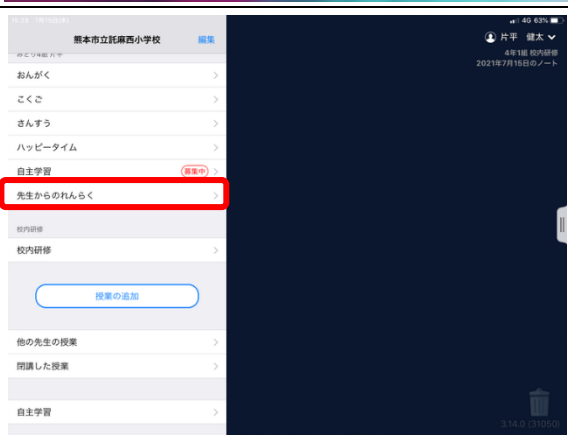 4G 63%
熊本市立託麻西小学校
編集
片平 健太
4年1組 校内研修
2021年7月15日のノート
おんがく
こくご
さんすう
ハッピータイム
自主学習
募集中
先生からのれんらく
校内研修
校内研修
授業の追加
他の先生の授業
閉講した授業
自主学習
3.14.0 (31050)